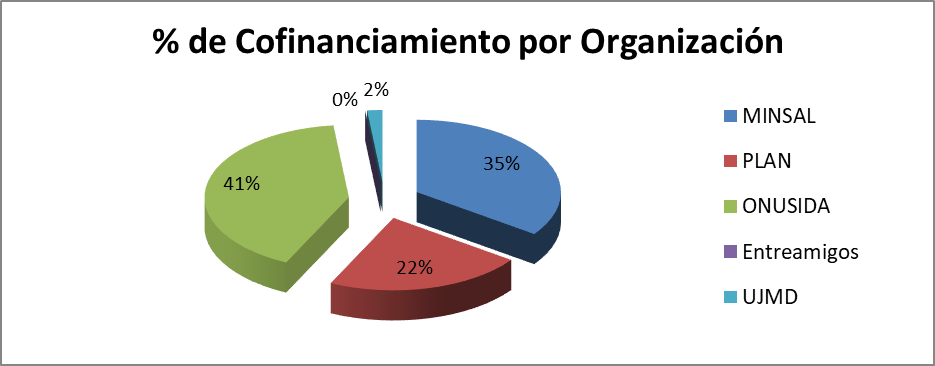 % de Cofinanciamiento por Organización
2%
0%
35%
41%
22%
MINSAL
PLAN
ONUSIDA
Entreamigos
UJMD